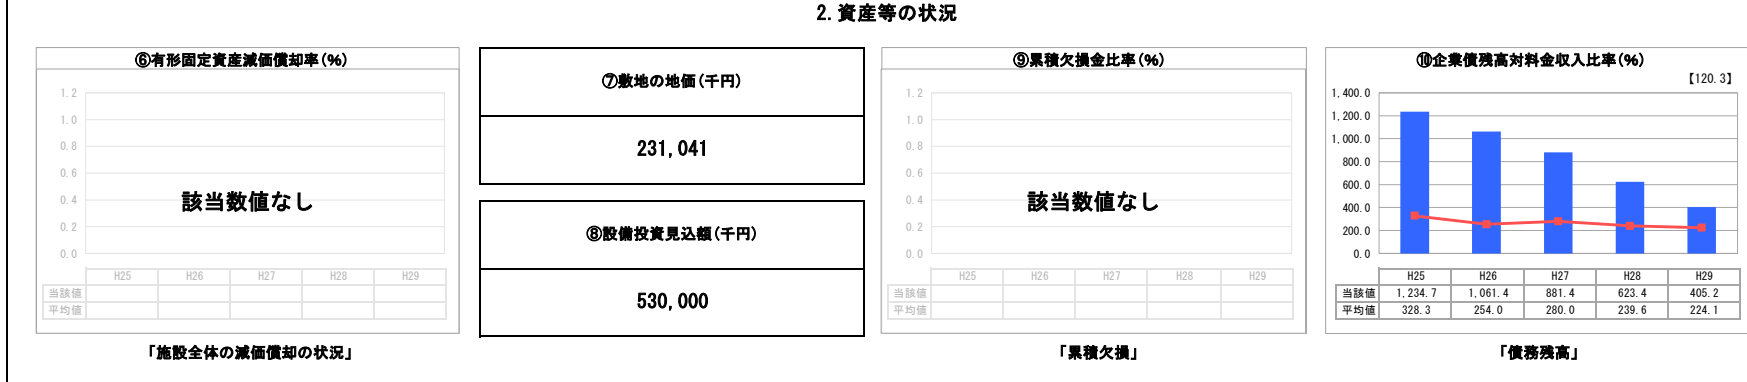 2. 資産等の状況
⑥有形固定資産減価償却率(%)
1.2
1.0
0.8
0.6
0.4
0.2
0.0
該当数値なし
H25 H26 H27 H28 H29
当該値
平均値
「施設全体の減価償却の状況」
⑦敷地の地価(千円)
231,041
⑧設備投資見込額(千円)
530,000
⑨累積欠損金比率(%)
1.2
1.0
0.8
0.6
0.4
0.2
0.0
該当数値なし
H25 H26 H27 H28 H29
当該値
平均値
「累積欠損」
⑩企業債残高対料金収入比率(%)
【120.3】
1,400.0
1,200.0
1,000.0
800.0
600.0
400.0
200.0
0.0
H25 H26 H27 H28 H29
当該値 1,234.7 1,061.4 881.4 623.4 405.2
平均値 328.3 254.0 280.0 239.6 224.1
「債務残高」